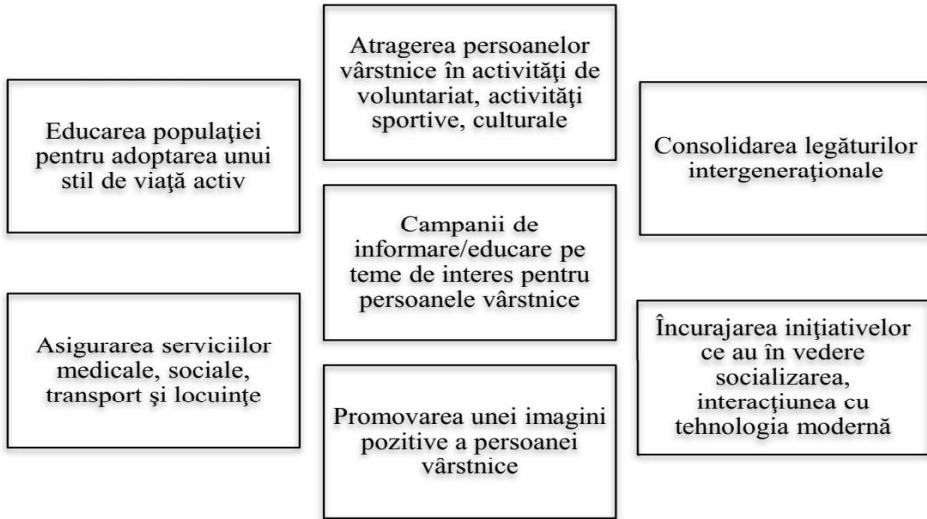 Educarea populaţiei
pentru adoptarea unui
stil de viaţă activ
Asigurarea serviciilor
medicale, sociale,
transport şi locuinţe
Atragerea persoanelor
vârstnice în activităţi de
voluntariat, activităţi
sportive, culturale
Campanii de
informare/educare pe
teme de interes pentru
persoanele vârstnice
Promovarea unei imagini
pozitive a persoanei
vârstnice
Consolidarea legăturilor
intergeneraţionale
Încurajarea iniţiativelor
ce au în vedere
socializarea,
interacţiunea cu
tehnologia modernă